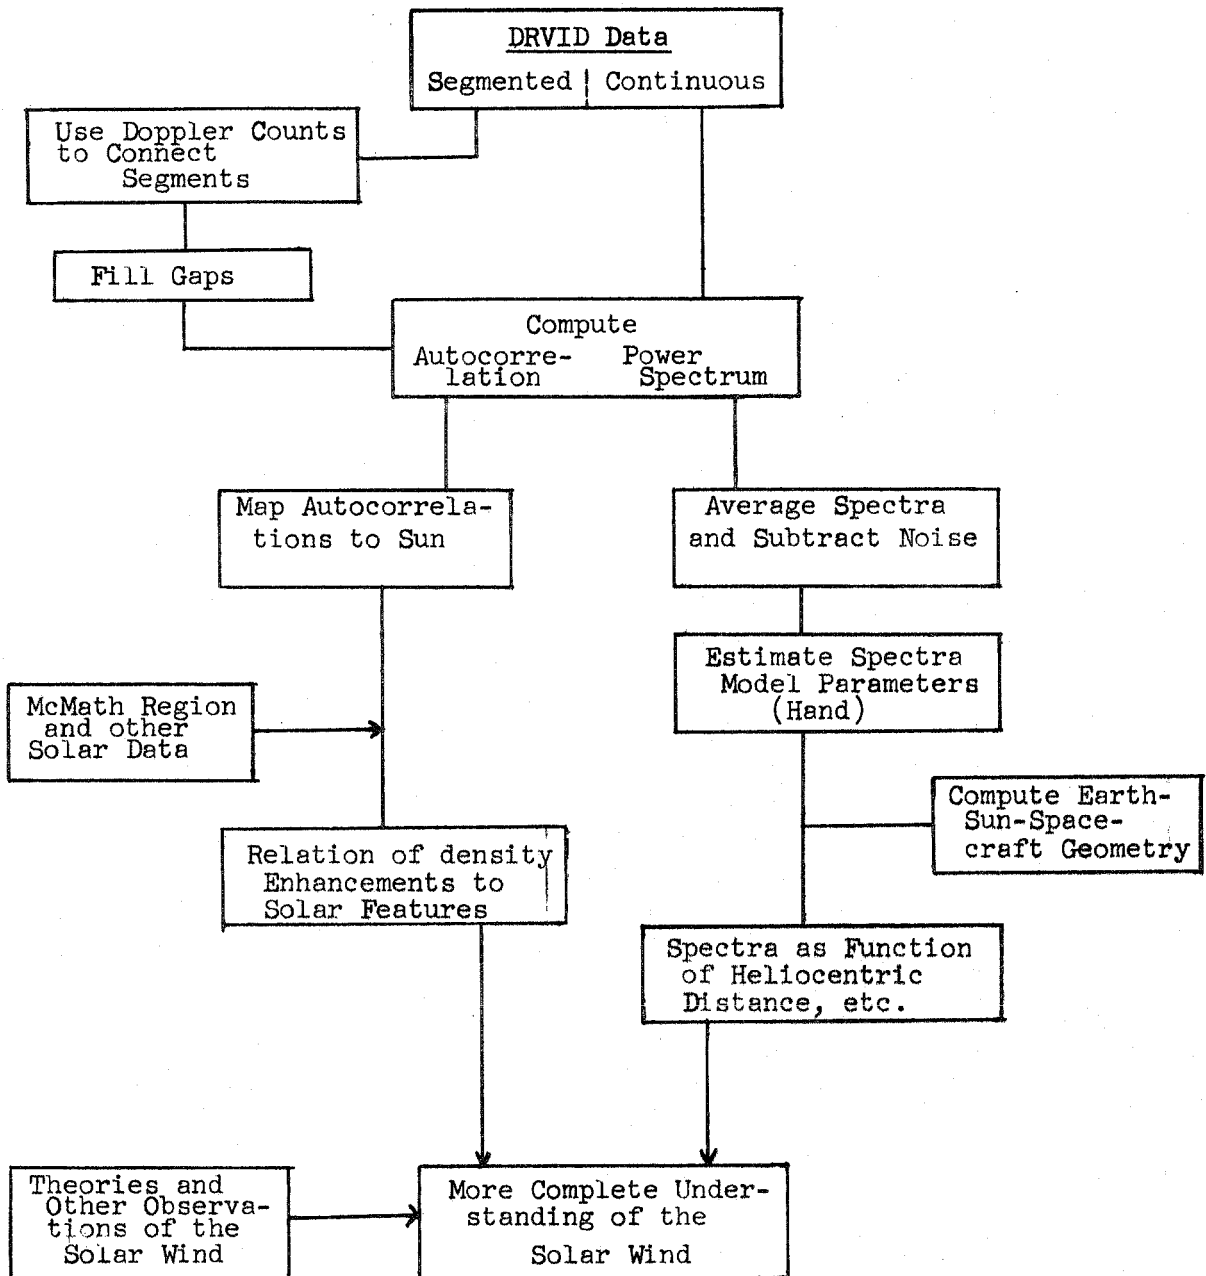 DRVID Data
Segmented | Continuous
Use Doppler Counts
to Connect
Segments
Fill Gaps
Compute
Autocorre-
lation
Power
Spectrum
Map Autocorrela-
tions to Sun
Average Spectra
and Subtract Noise
Estimate Spectra
Model Parameters
(Hand)
McMath Region
and other
Solar Data
Compute Earth-
Sun-Space-
craft Geometry
Relation of density
Enhancements to
Solar Features
Spectra as Function
of Heliocentric
Distance, etc.
Theories and
Other Observa-
tions of the
Solar Wind
More Complete Under-
standing of the
Solar Wind